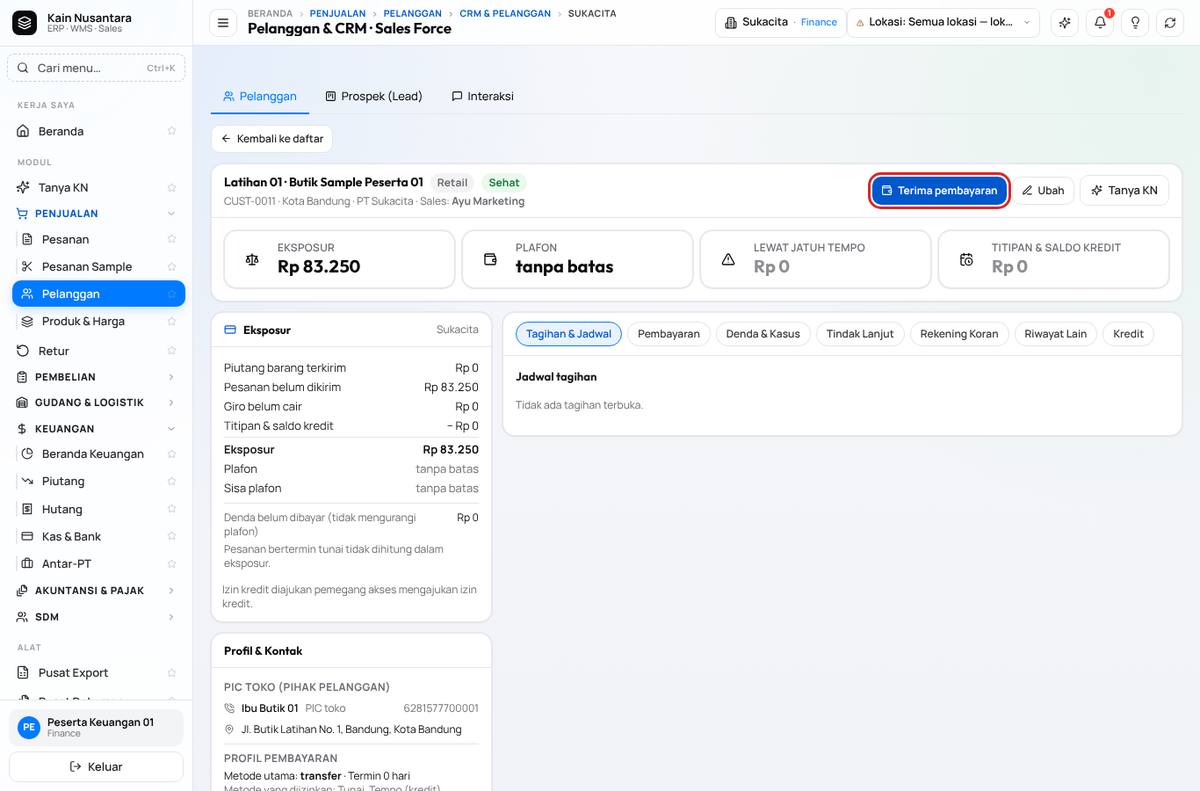 Kain Nusantara
ERP · WMS · Sales
Cari menu...
Ctrl+K
KERJA SAYA
Beranda
MODUL
Tanya KN
PENJUALAN
Pesanan
Pesanan Sample
Pelanggan
Produk & Harga
Retur
PEMBELIAN
GUDANG & LOGISTIK
KEUANGAN
Beranda Keuangan
Piutang
Hutang
Kas & Bank
Antar-PT
AKUNTANSI & PAJAK
SDM
ALAT
Pusat Export
PE
Peserta Keuangan 01
Finance
Keluar
BERANDA › PENJUALAN › PELANGGAN › CRM & PELANGGAN › SUKACITA
Pelanggan & CRM · Sales Force
Sukacita · Finance
Lokasi: Semua lokasi — lok...
1
Pelanggan
Prospek (Lead)
Interaksi
Kembali ke daftar
Latihan 01 · Butik Sample Peserta 01 Retail Sehat
CUST-0011 · Kota Bandung · PT Sukacita · Sales: Ayu Marketing
Terima pembayaran
Ubah
Tanya KN
EKSPOSUR
Rp 83.250
PLAFON
tanpa batas
LEWAT JATUH TEMPO
Rp 0
TITIPAN & SALDO KREDIT
Rp 0
Eksposur Sukacita
Piutang barang terkirim Rp 0
Pesanan belum dikirim Rp 83.250
Giro belum cair Rp 0
Titipan & saldo kredit – Rp 0
Eksposur Rp 83.250
Plafon tanpa batas
Sisa plafon tanpa batas
Denda belum dibayar (tidak mengurangi Rp 0
plafon)
Pesanan bertermin tunai tidak dihitung dalam
eksposur.
Izin kredit diajukan pemegang akses mengajukan izin
kredit.
Tagihan & Jadwal
Pembayaran
Denda & Kasus
Tindak Lanjut
Rekening Koran
Riwayat Lain
Kredit
Jadwal tagihan
Tidak ada tagihan terbuka.
Profil & Kontak
PIC TOKO (PIHAK PELANGGAN)
Ibu Butik 01 PIC toko 6281577700001
Jl. Butik Latihan No. 1, Bandung, Kota Bandung
PROFIL PEMBAYARAN
Metode utama: transfer · Termin 0 hari
Metode yang diizinkan: Tunai, Tempo (kredit)